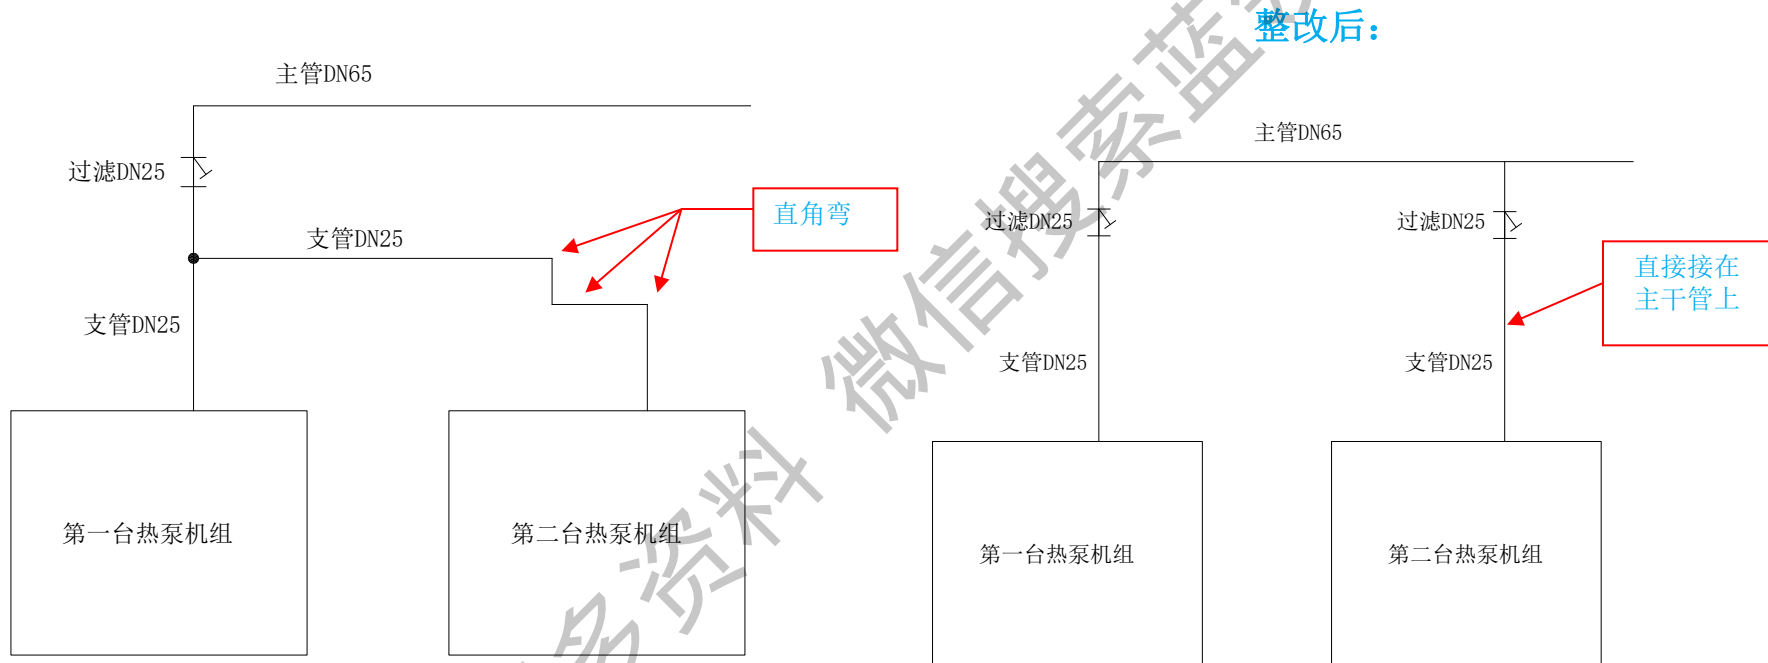 整改后：
主管DN65
过滤DN25
支管DN25
直角弯
支管DN25
第一台热泵机组
第二台热泵机组
主管DN65
过滤DN25
过滤DN25
直接接在
主干管上
支管DN25
支管DN25
第一台热泵机组
第二台热泵机组
多资料 微信搜索蓝